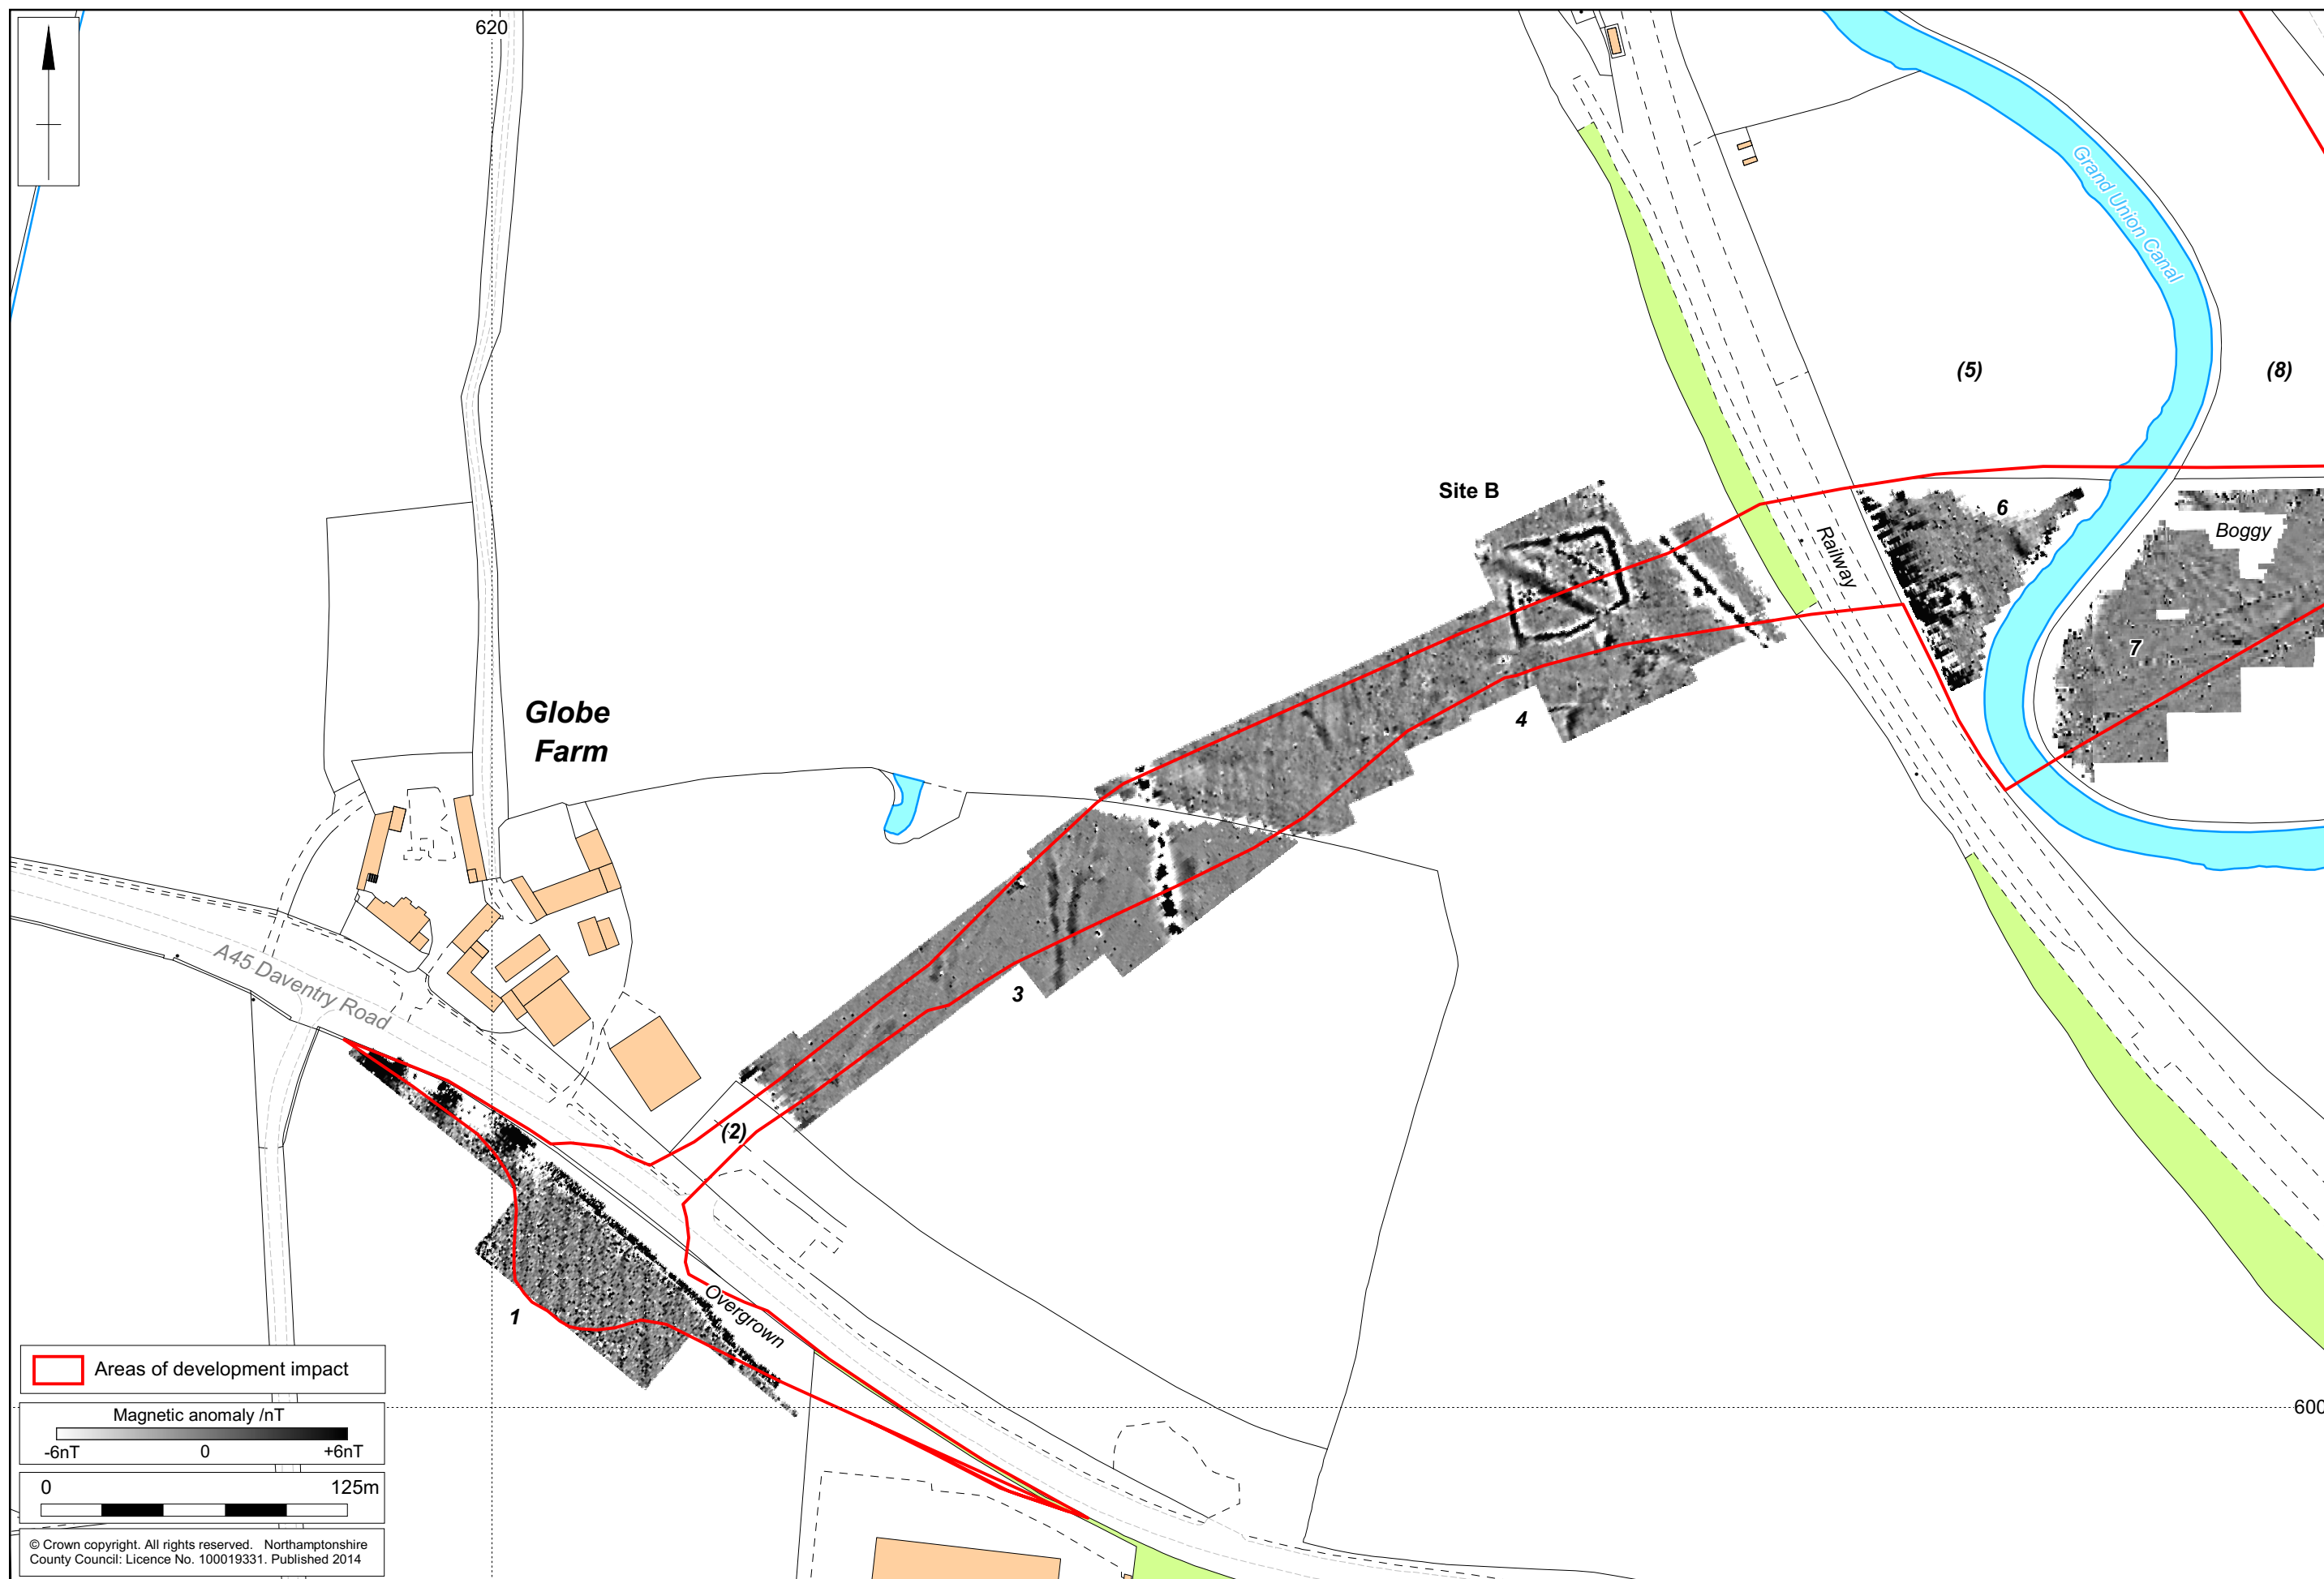 620
Grand Union Canal
(5)
(8)
Site B
6
Boggy
Railway
7
Globe
Farm
4
A45 Daventry Road
3
(2)
Overgrown
1
Areas of development impact
Magnetic anomaly /nT
-6nT 0 +6nT
600
0 125m
© Crown copyright. All rights reserved. Northamptonshire
County Council: Licence No. 100019331. Published 2014